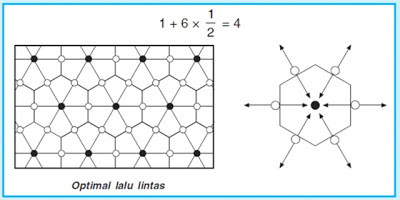 1 + 6 × 1/2 = 4
Optimal lalu lintas